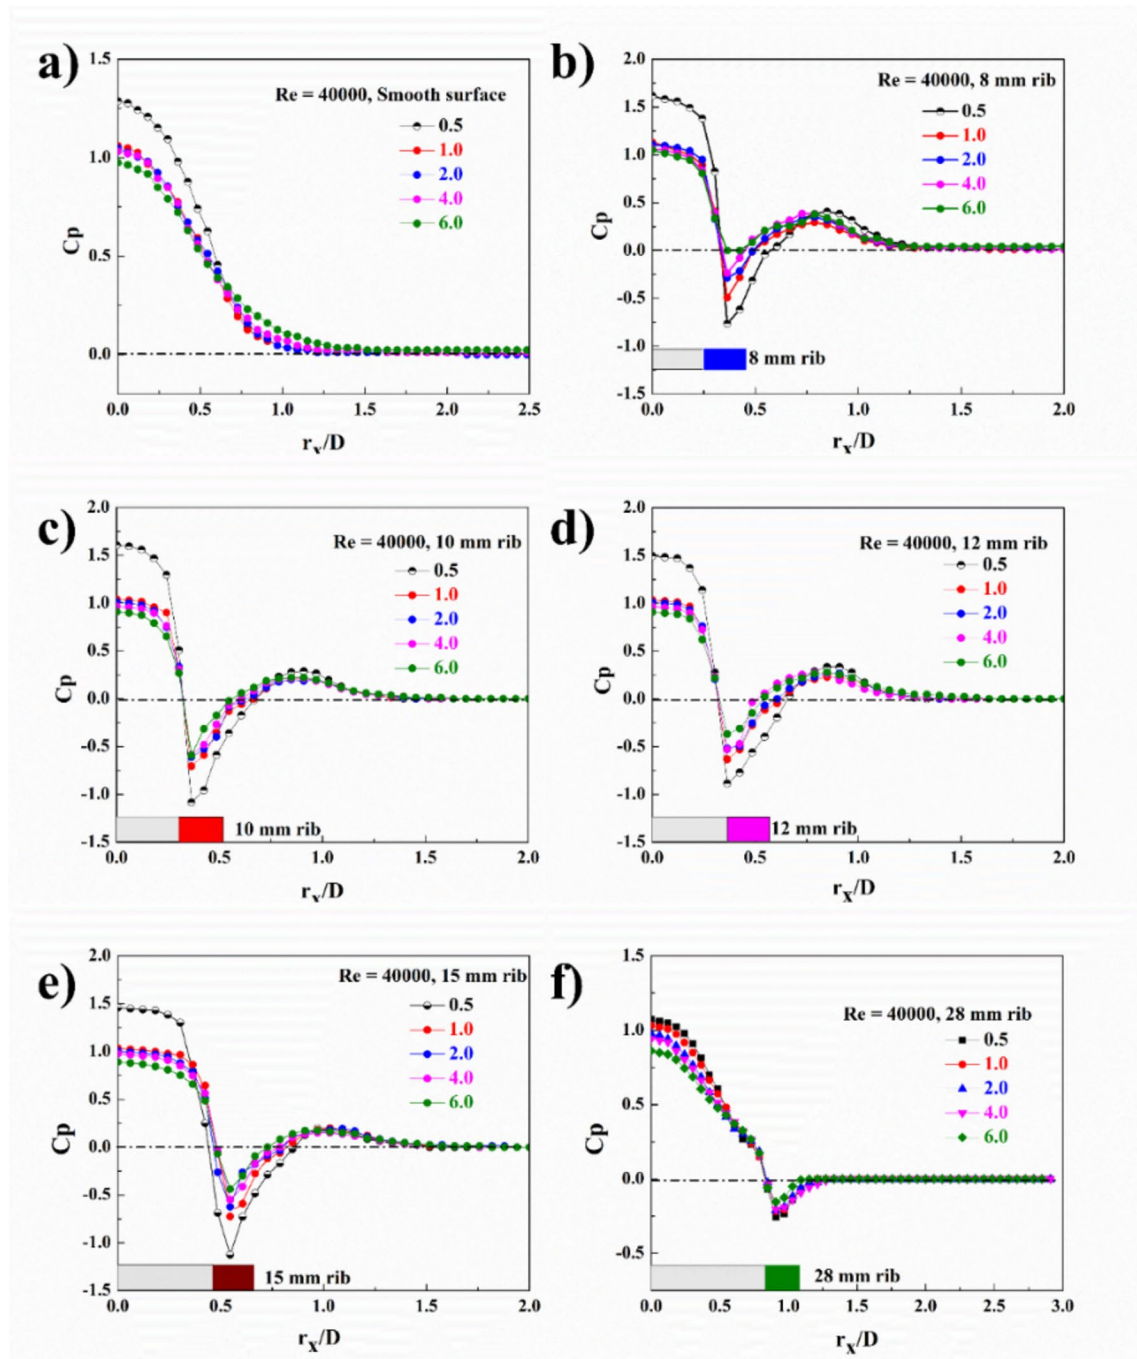 a)
Re = 40000, Smooth surface
0.5
1.0
2.0
4.0
6.0
Cp
1.5
1.0
0.5
0.0
0.0 0.5 1.0 1.5 2.0 2.5
rₓ/D
b)
Re = 40000, 8 mm rib
0.5
1.0
2.0
4.0
6.0
Cp
2.0
1.5
1.0
0.5
0.0
-0.5
-1.0
-1.5
8 mm rib
0.0 0.5 1.0 1.5 2.0
rₓ/D
c)
Re = 40000, 10 mm rib
0.5
1.0
2.0
4.0
6.0
Cp
2.0
1.5
1.0
0.5
0.0
-0.5
-1.0
-1.5
10 mm rib
0.0 0.5 1.0 1.5 2.0
rₓ/D
d)
Re = 40000, 12 mm rib
0.5
1.0
2.0
4.0
6.0
Cp
2.0
1.5
1.0
0.5
0.0
-0.5
-1.0
-1.5
12 mm rib
0.0 0.5 1.0 1.5 2.0
rₓ/D
e)
Re = 40000, 15 mm rib
0.5
1.0
2.0
4.0
6.0
Cp
2.0
1.5
1.0
0.5
0.0
-0.5
-1.0
-1.5
15 mm rib
0.0 0.5 1.0 1.5 2.0
rₓ/D
f)
Re = 40000, 28 mm rib
0.5
1.0
2.0
4.0
6.0
Cp
1.5
1.0
0.5
0.0
-0.5
28 mm rib
0.0 0.5 1.0 1.5 2.0 2.5 3.0
rₓ/D